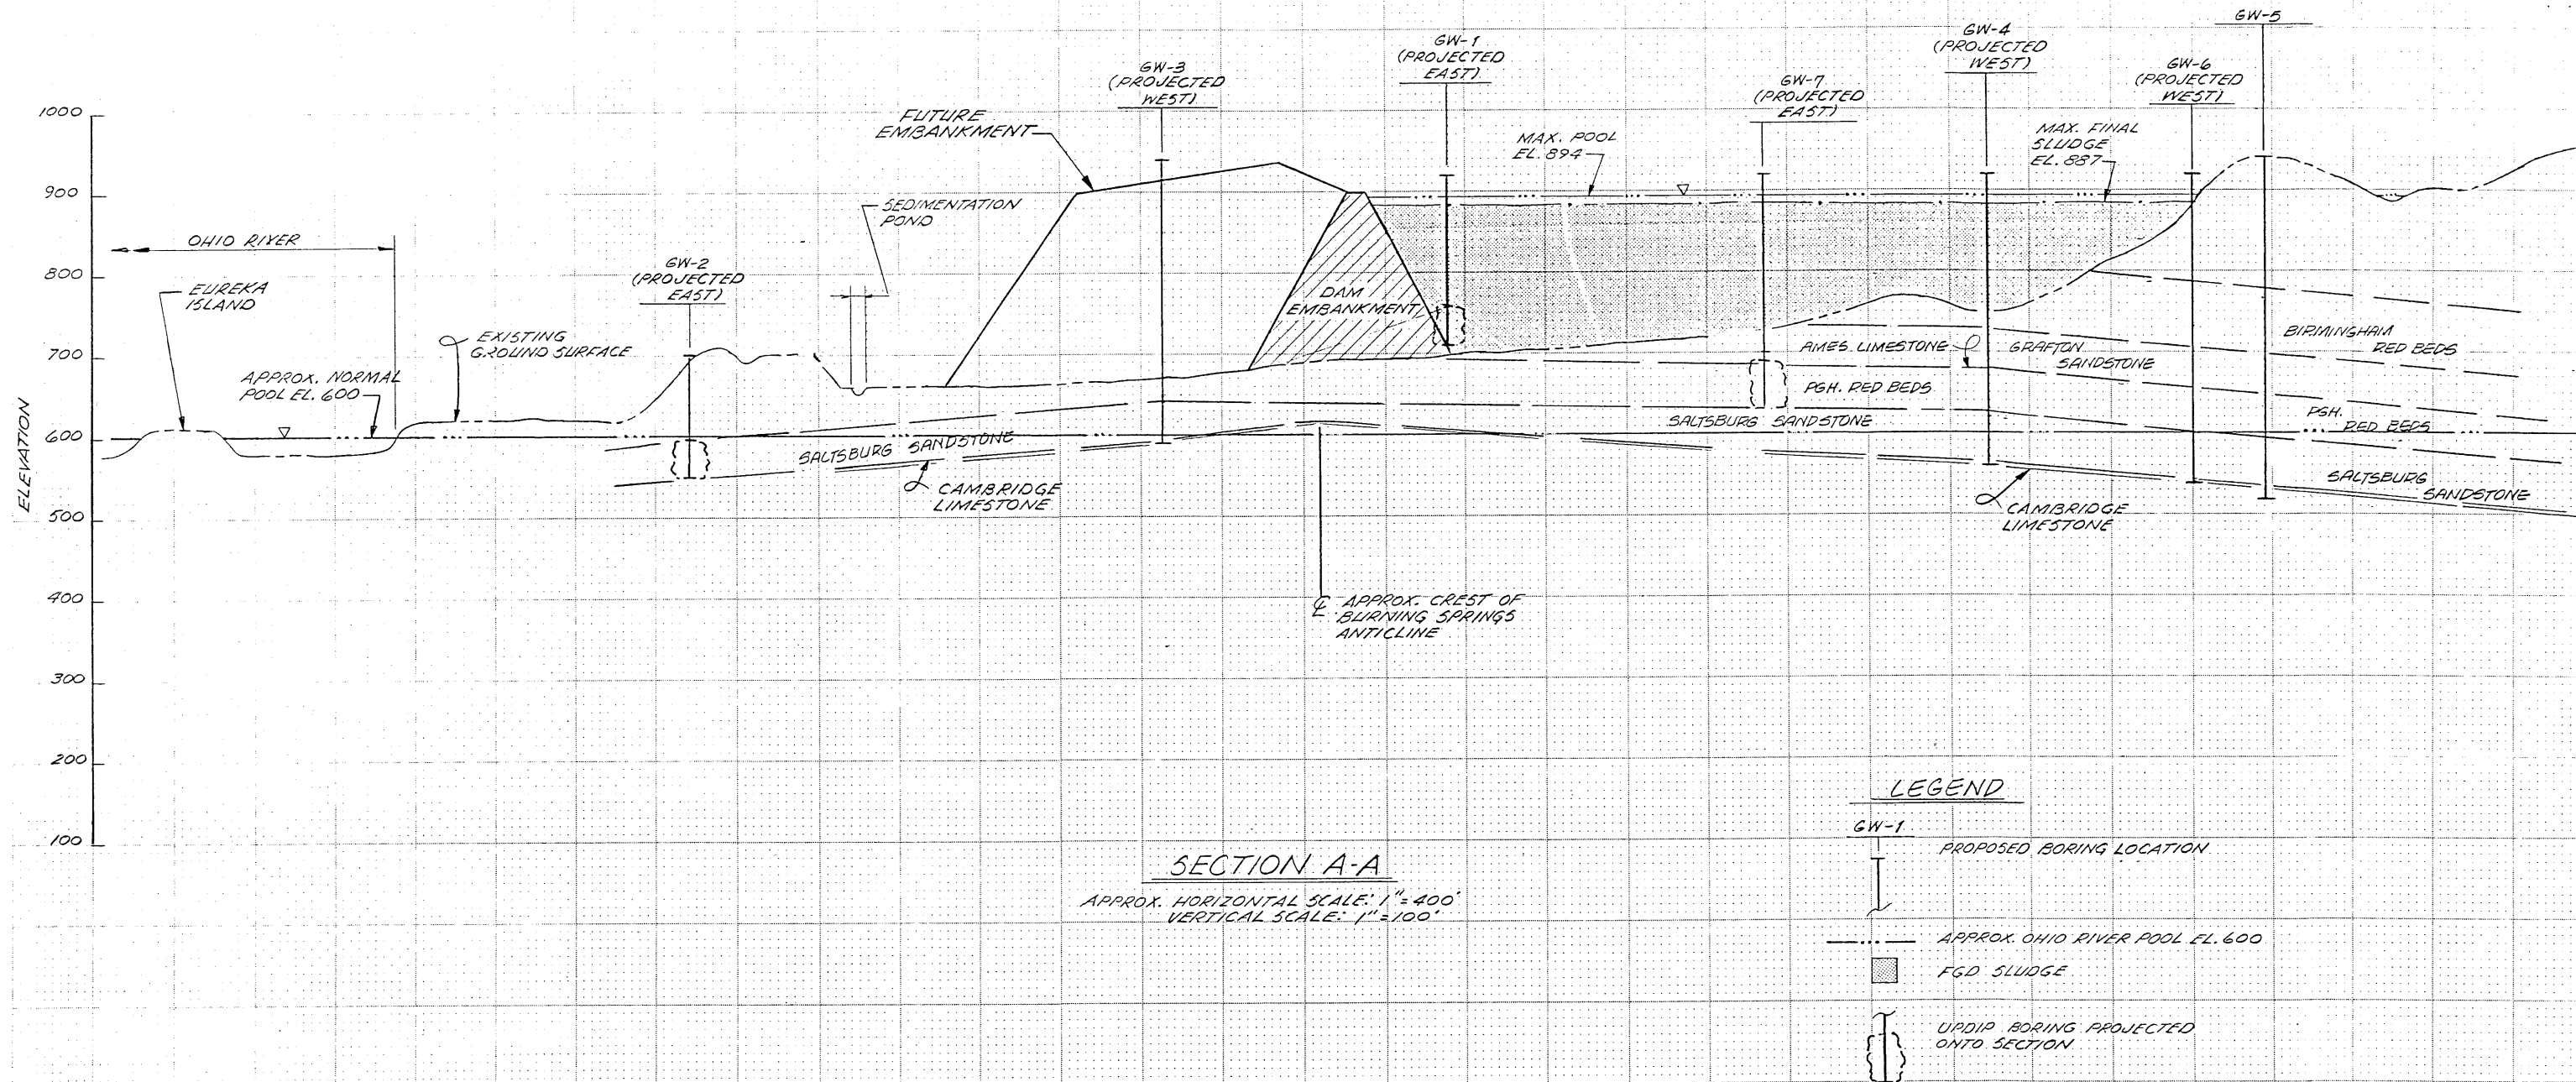 GW-5
GW-4
(PROJECTED
WEST)
GW-1
(PROJECTED
EAST)
GW-3
(PROJECTED
WEST)
GW-6
(PROJECTED
WEST)
GW-7
(PROJECTED
EAST)
FUTURE
EMBANKMENT
MAX. POOL
EL. 894
MAX. FINAL
SLUDGE
EL. 887
1000
900
800
700
600
500
400
300
200
100
ELEVATION
SEDIMENTATION
POND
OHIO RIVER
EUREKA
ISLAND
GW-2
(PROJECTED
EAST)
EXISTING
GROUND SURFACE
APPROX. NORMAL
POOL EL. 600
DAM
EMBANKMENT
AMES. LIMESTONE
GRAFTON
SANDSTONE
BIRMINGHAM
RED BEDS
PGH. RED BEDS
PGH.
RED BEDS
SALTSBURG SANDSTONE
SALTSBURG SANDSTONE
SALTSBURG
SANDSTONE
CAMBRIDGE
LIMESTONE
CAMBRIDGE
LIMESTONE
℄ APPROX. CREST OF
BURNING SPRINGS
ANTICLINE
SECTION A-A
APPROX. HORIZONTAL SCALE: 1"=400'
VERTICAL SCALE: 1"=100'
LEGEND
GW-1
PROPOSED BORING LOCATION
APPROX. OHIO RIVER POOL EL. 600
FGD SLUDGE
UPDIP BORING PROJECTED
ONTO SECTION